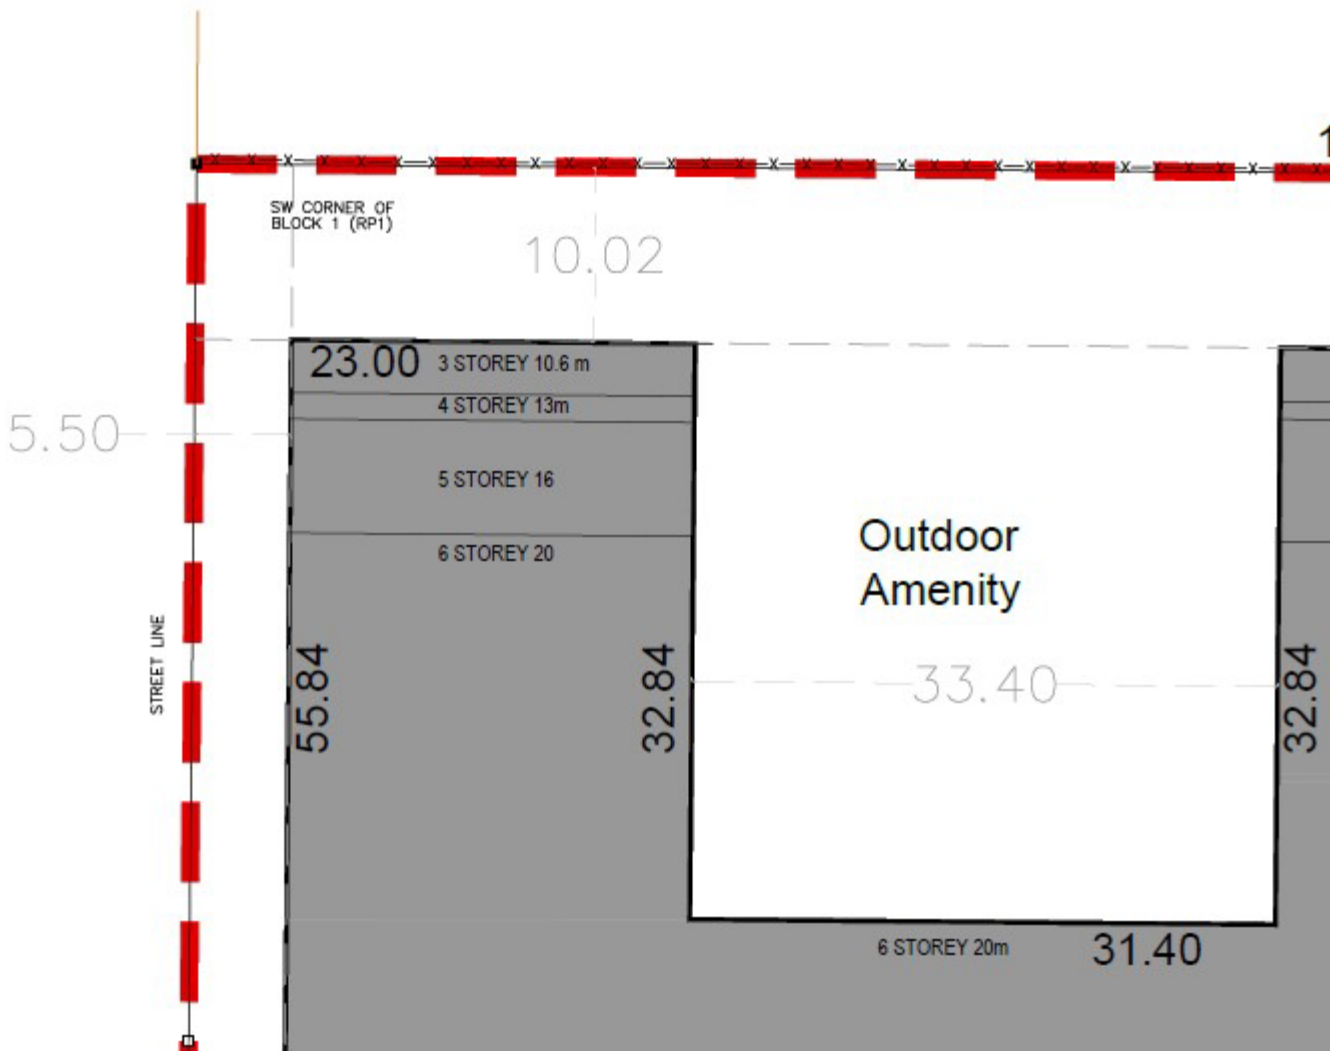 1
SW CORNER OF
BLOCK 1 (RP1)
10.02
23.00
3 STOREY 10.6 m
4 STOREY 13m
5.50
5 STOREY 16
6 STOREY 20
Outdoor
Amenity
STREET LINE
55.84
32.84
33.40
32.84
6 STOREY 20m
31.40